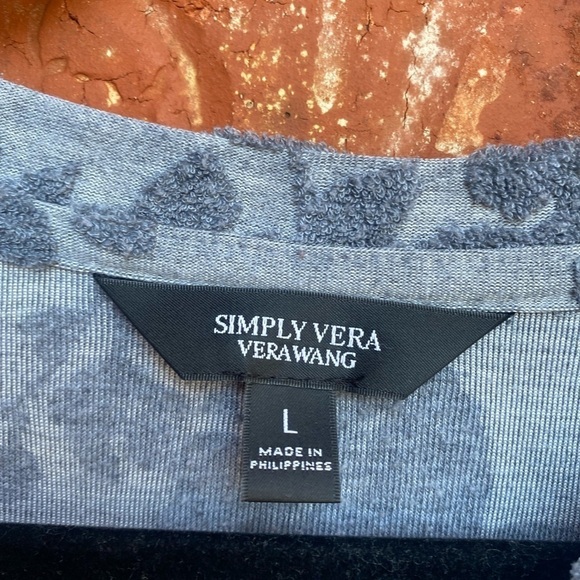 SIMPLY VERA
VERAWANG
L
MADE IN
PHILIPPINES